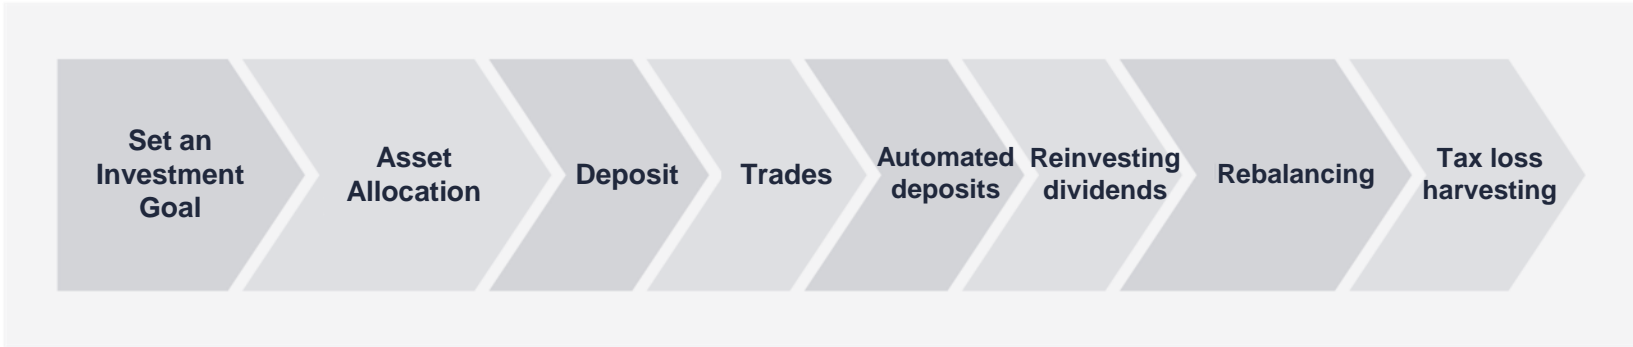 Set an
Investment
Goal
Asset
Allocation
Deposit
Trades
Automated
deposits
Reinvesting
dividends
Rebalancing
Tax loss
harvesting